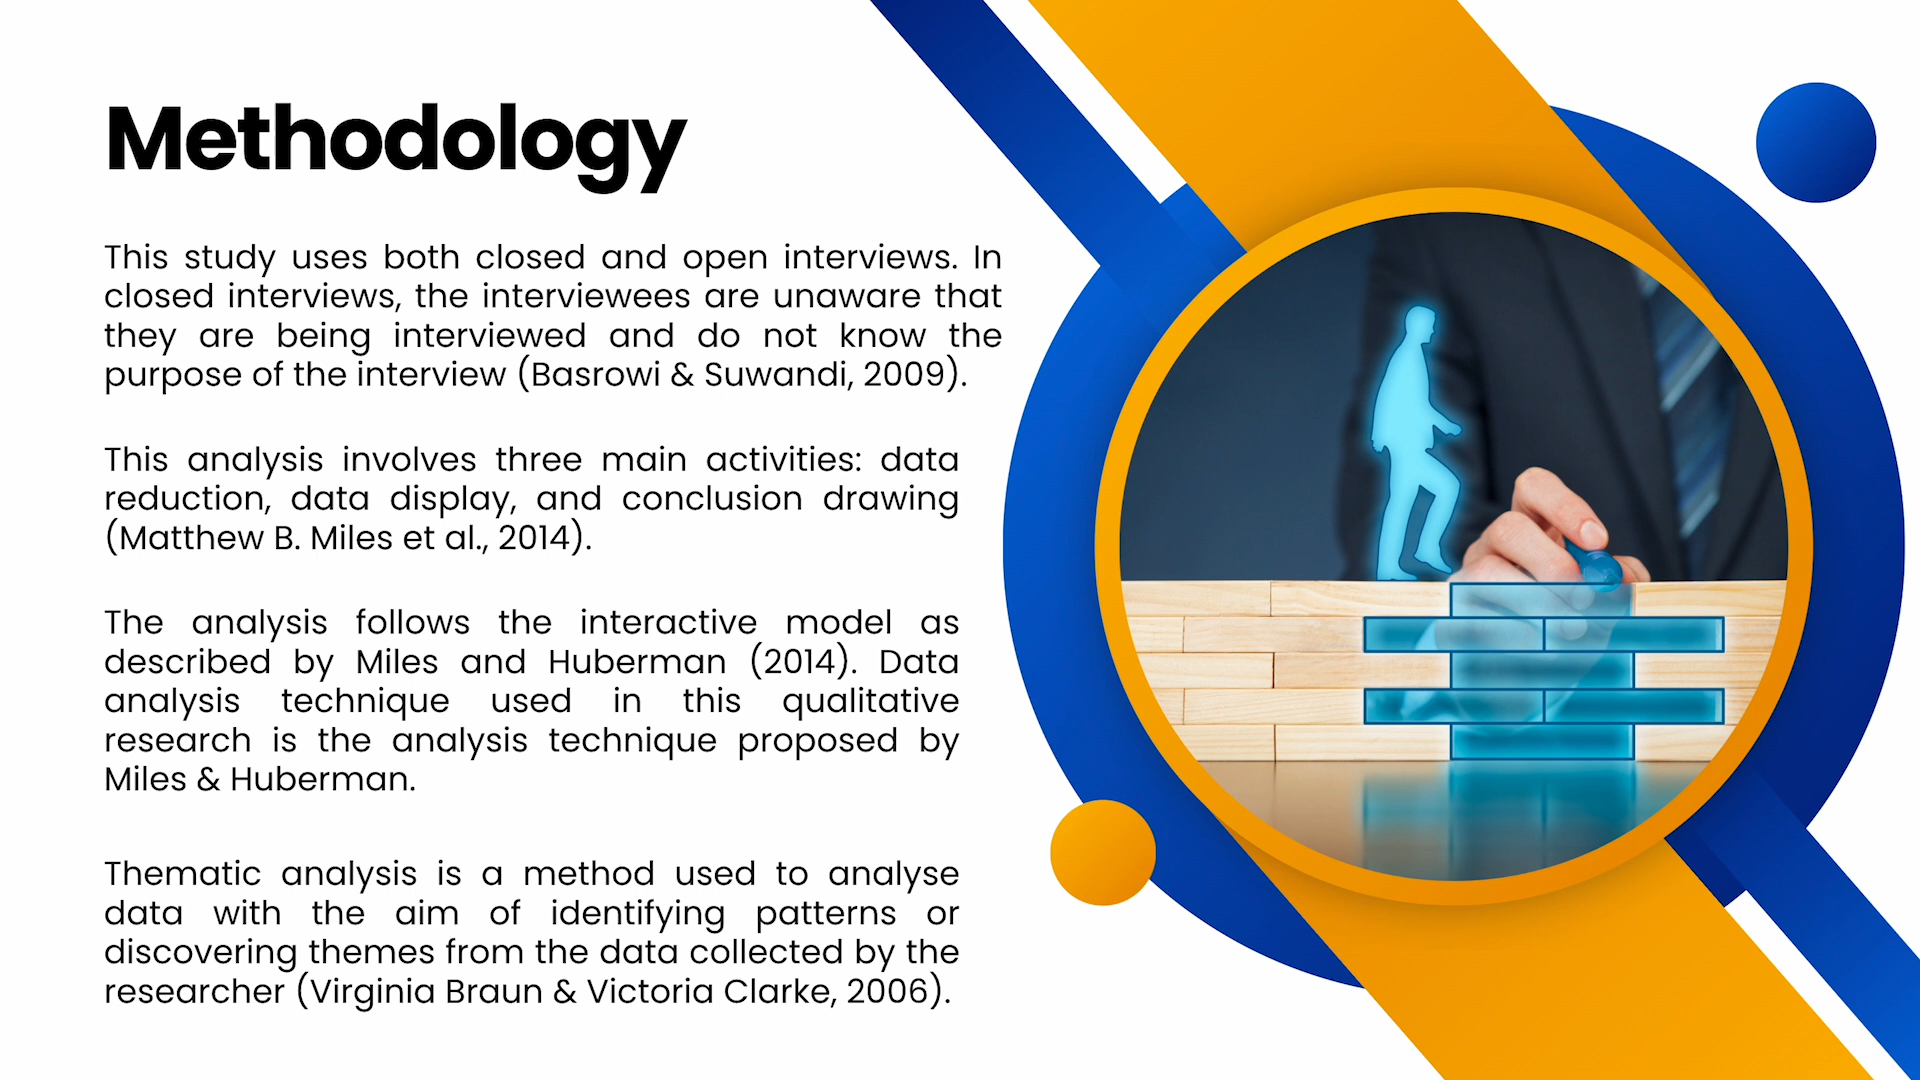 Methodology
This study uses both closed and open interviews. In
closed interviews, the interviewees are unaware that
they are being interviewed and do not know the
purpose of the interview (Basrowi & Suwandi, 2009).
This analysis involves three main activities: data
reduction, data display, and conclusion drawing
(Matthew B. Miles et al., 2014).
The analysis follows the interactive model as
described by Miles and Huberman (2014). Data
analysis technique used in this qualitative
research is the analysis technique proposed by
Miles & Huberman.
Thematic analysis is a method used to analyse
data with the aim of identifying patterns or
discovering themes from the data collected by the
researcher (Virginia Braun & Victoria Clarke, 2006).